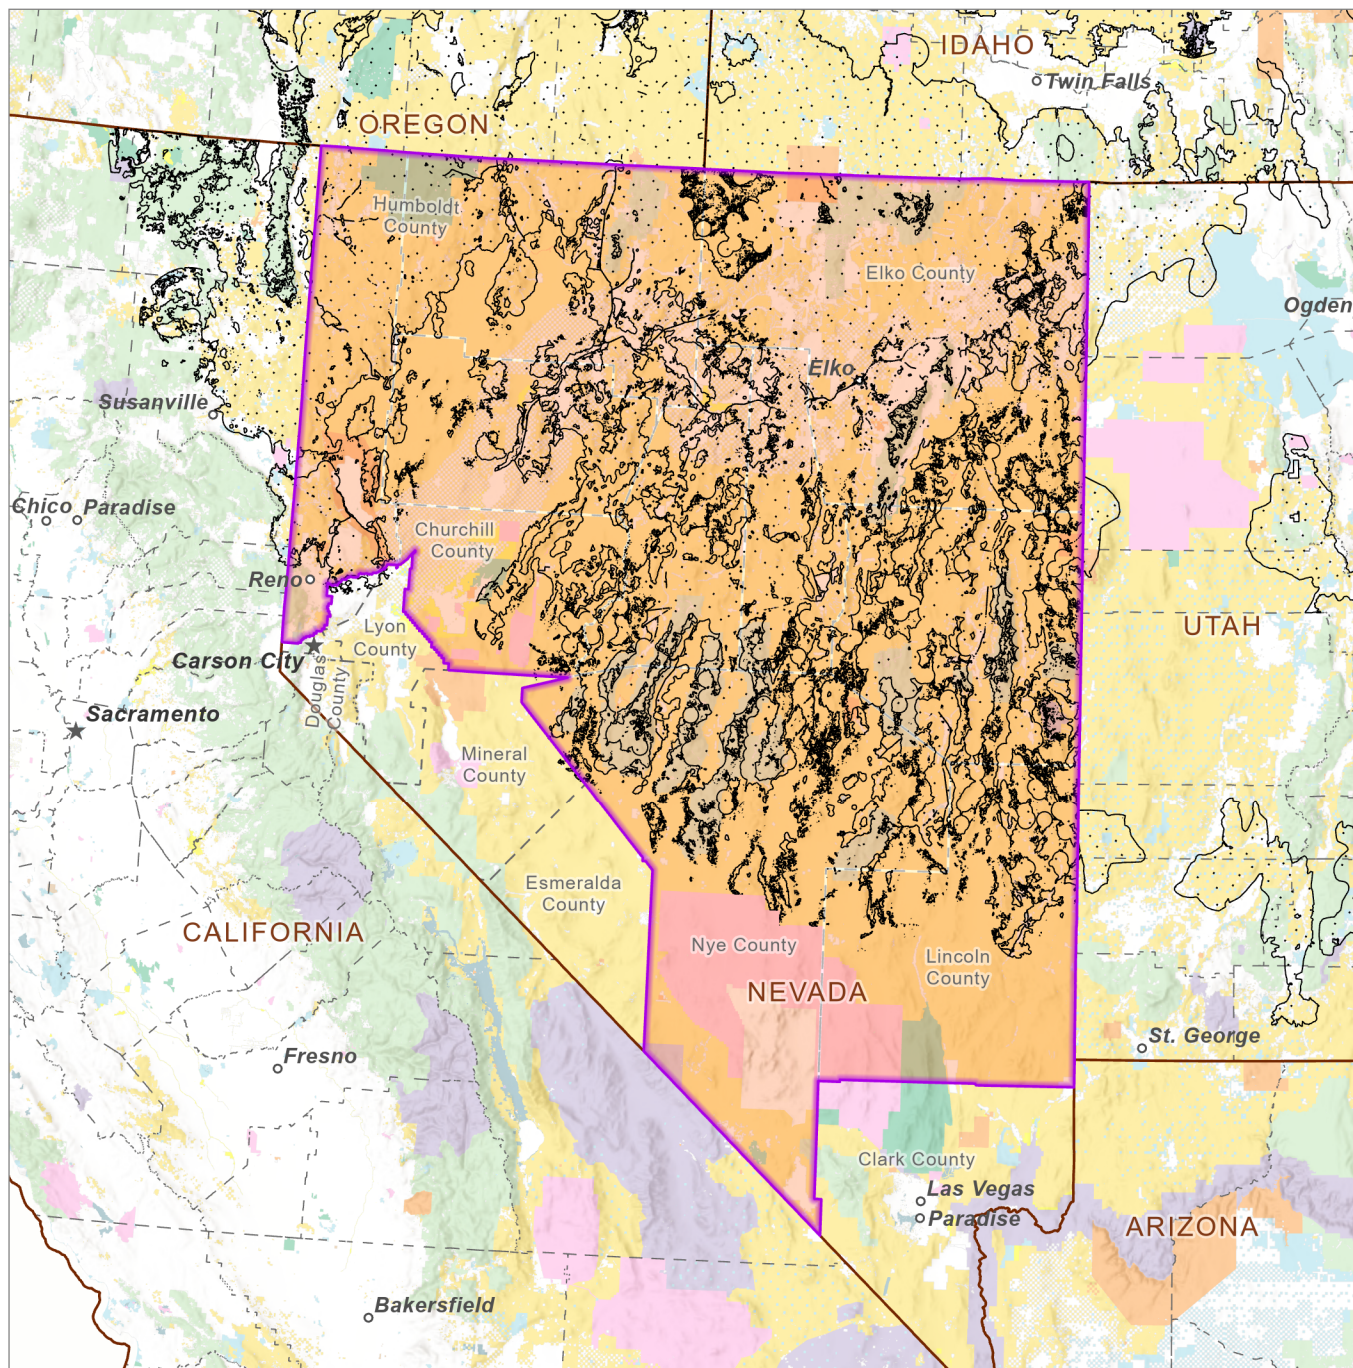 IDAHO
Twin Falls
OREGON
Humboldt
County
Elko County
Ogden
Elko
Susanville
Chico
Paradise
Churchill
County
Reno
Lyon
County
UTAH
Carson City
Douglas
County
Sacramento
Mineral
County
Esmeralda
County
CALIFORNIA
Nye County
Lincoln
County
NEVADA
St. George
Fresno
Clark County
Las Vegas
Paradise
ARIZONA
Bakersfield